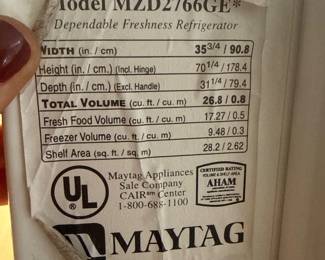 Model MZD2766GE*
Dependable Freshness Refrigerator
WIDTH (in. / cm) 35 3/4 / 90.8
Height (in. / cm) (Incl. Hinge) 70 1/4 / 178.4
Depth (in. / cm) (Excl. Handle) 31 1/4 / 79.4
TOTAL VOLUME (cu. ft / cu. m) 26.8 / 0.8
Fresh Food Volume (cu. ft / cu. m) 17.27 / 0.5
Freezer Volume (cu. ft. / cu. m) 9.48 / 0.3
Shelf Area (sq. ft. / sq. m) 28.2 / 2.62
UL
Maytag Appliances
Sale Company
CAIR Center
1-800-688-1100
CERTIFIED RATING
VOLUME & SHELF AREA
AHAM
MAYTAG